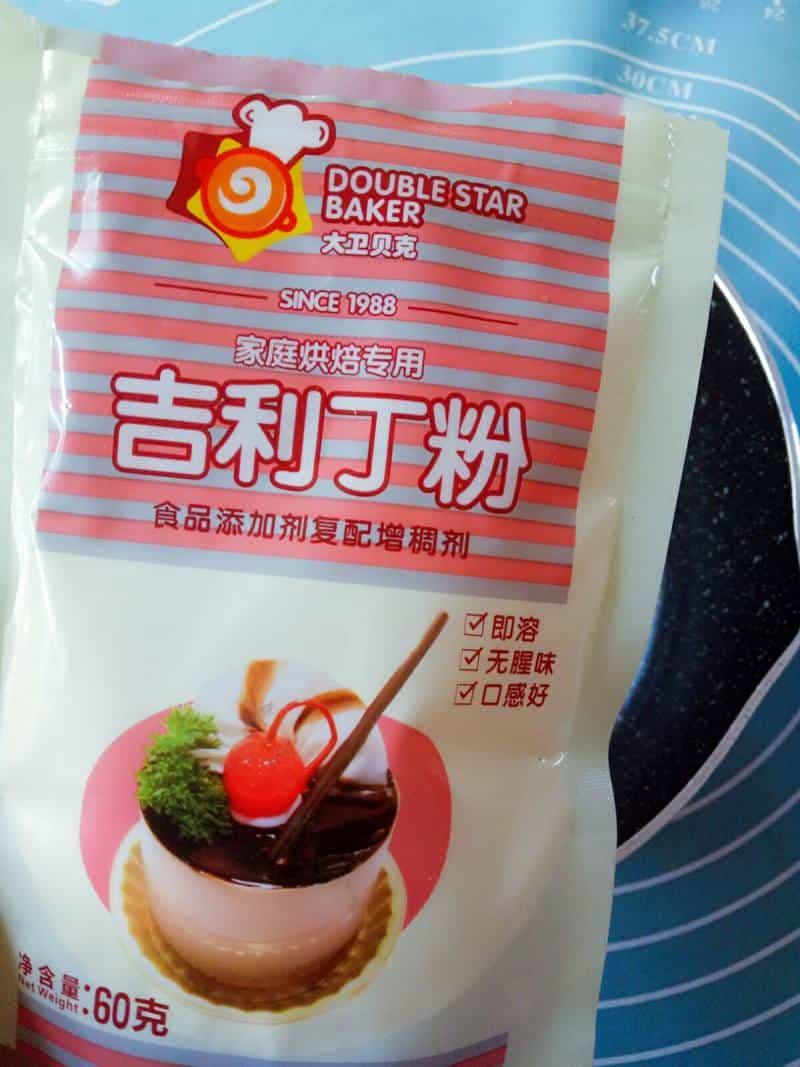 37.5CM
30CM
DOUBLE STAR
BAKER
大卫贝克
SINCE 1988
家庭烘焙专用
吉利丁粉
食品添加剂复配增稠剂
即溶
无腥味
口感好
净含量:60克
Net Weight